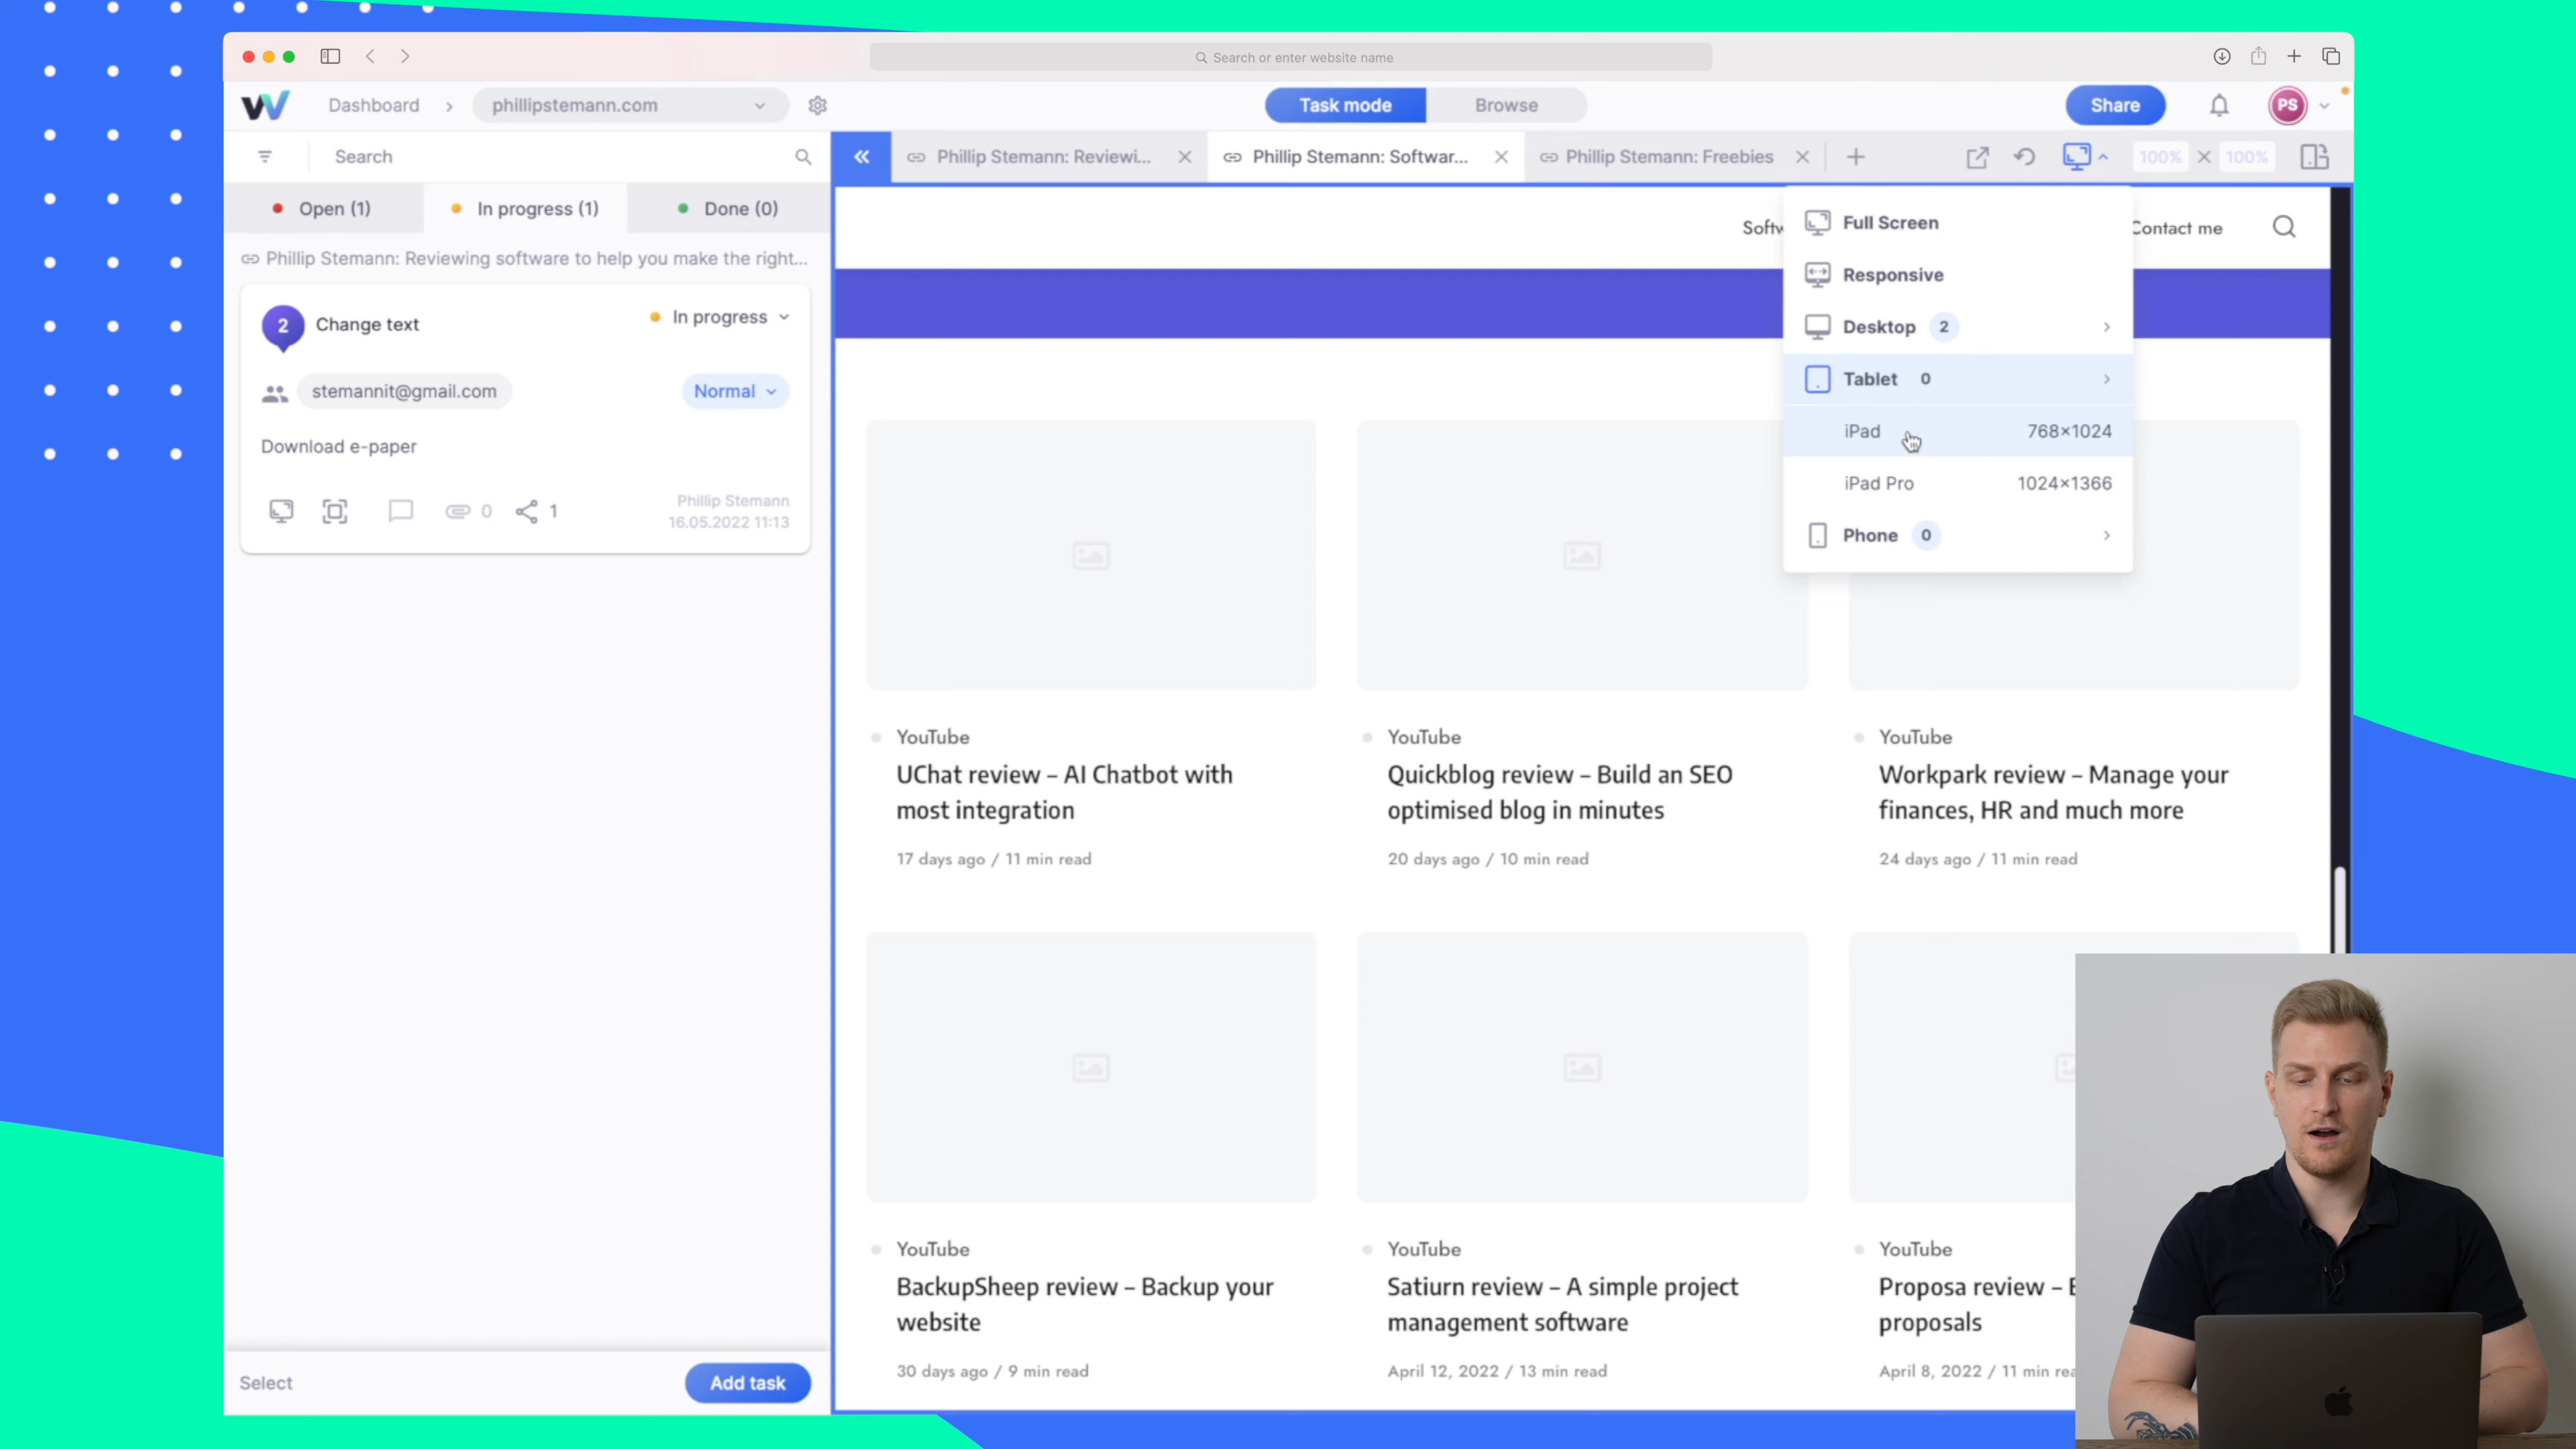 Search or enter website name
Dashboard
phillipstemann.com
Task mode
Browse
Share
PS
Search
Phillip Stemann: Reviewi...
Phillip Stemann: Softwar...
Phillip Stemann: Freebies
100%
100%
Open (1)
In progress (1)
Done (0)
Phillip Stemann: Reviewing software to help you make the right...
2
Change text
In progress
stemannit@gmail.com
Normal
Download e-paper
0
1
Phillip Stemann
16.05.2022 11:13
Select
Add task
Contact me
Full Screen
Responsive
Desktop 2
Tablet 0
iPad 768×1024
iPad Pro 1024×1366
Phone 0
YouTube
UChat review – AI Chatbot with
most integration
17 days ago / 11 min read
YouTube
Quickblog review – Build an SEO
optimised blog in minutes
20 days ago / 10 min read
YouTube
Workpark review – Manage your
finances, HR and much more
24 days ago / 11 min read
YouTube
BackupSheep review – Backup your
website
30 days ago / 9 min read
YouTube
Satiurn review – A simple project
management software
April 12, 2022 / 13 min read
YouTube
Proposa review –
proposals
April 8, 2022 / 11 min